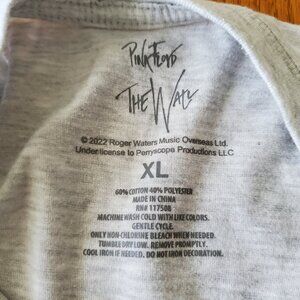 Pink Floyd
The Wall
© 2022 Roger Waters Music Overseas Ltd.
Under license to Perryscope Productions LLC
XL
60% COTTON 40% POLYESTER
MADE IN CHINA
RN# 117508
MACHINE WASH COLD WITH LIKE COLORS.
GENTLE CYCLE.
ONLY NON-CHLORINE BLEACH WHEN NEEDED.
TUMBLE DRY LOW. REMOVE PROMPTLY.
COOL IRON IF NEEDED. DO NOT IRON DECORATION.